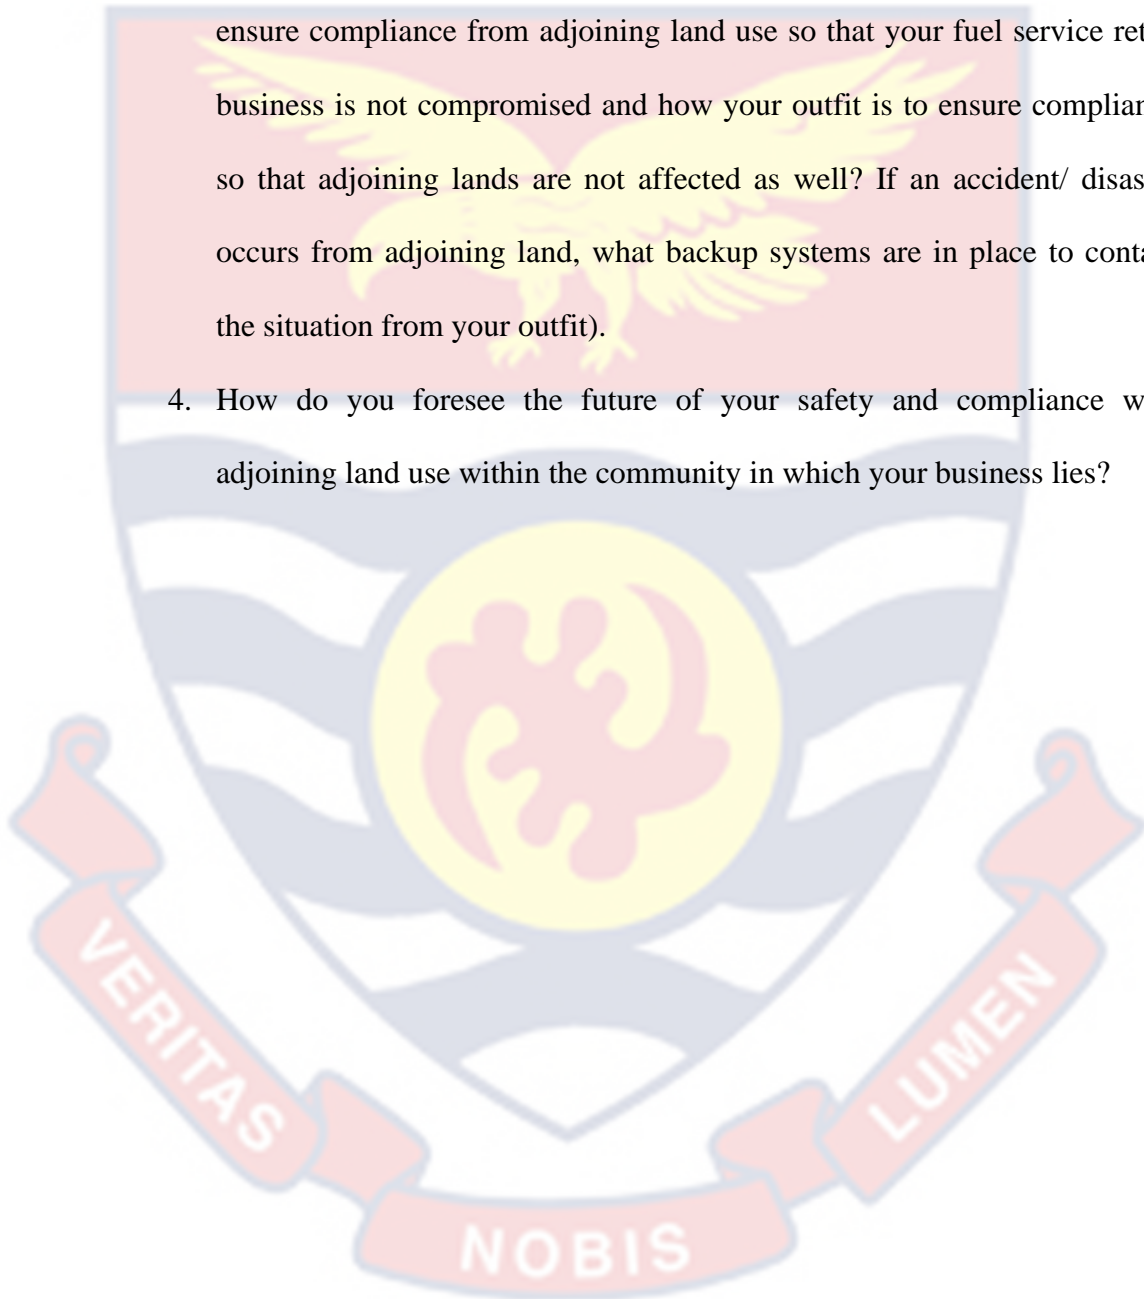 ensure compliance from adjoining land use so that your fuel service ret
business is not compromised and how your outfit is to ensure complian
so that adjoining lands are not affected as well? If an accident/ disas
occurs from adjoining land, what backup systems are in place to conta
the situation from your outfit).
4. How do you foresee the future of your safety and compliance w
adjoining land use within the community in which your business lies?
VERITAS
NOBIS
LUMEN